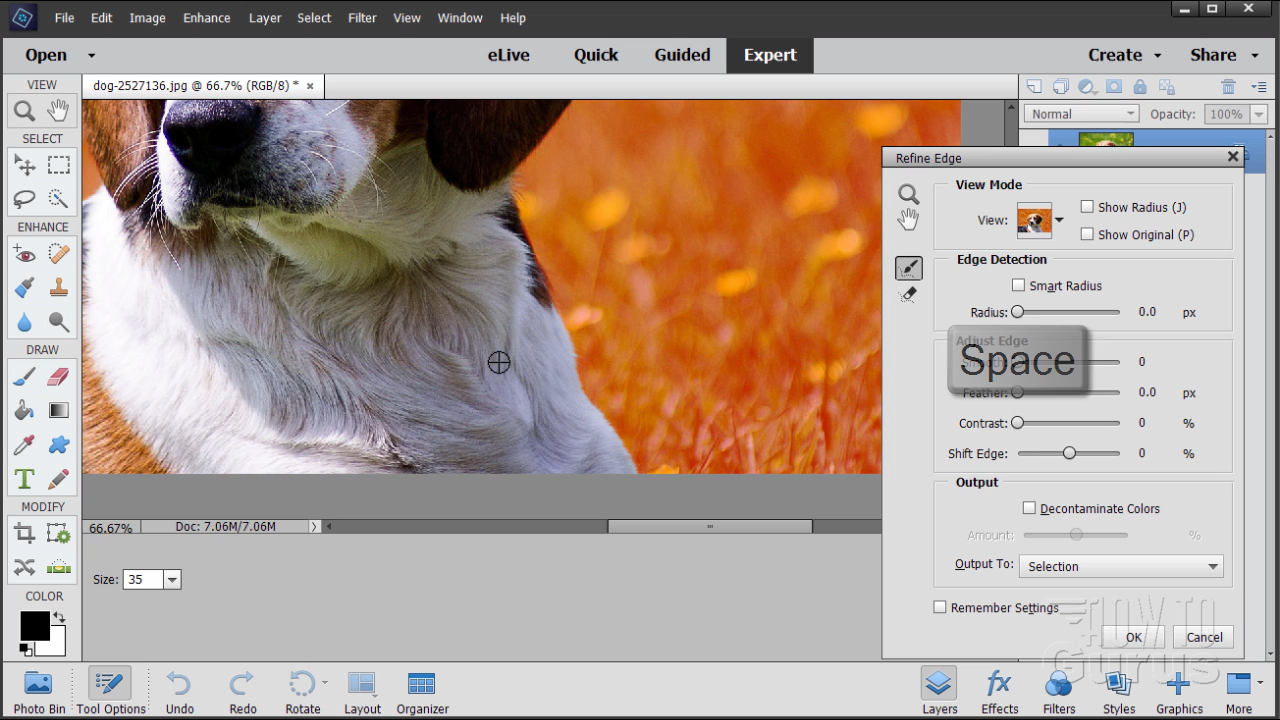 File Edit Image Enhance Layer Select Filter View Window Help
Open eLive Quick Guided Expert Create Share
VIEW
dog-2527136.jpg @ 66.7% (RGB/8) * ×
Normal Opacity: 100%
SELECT
ENHANCE
DRAW
MODIFY
COLOR
Refine Edge
View Mode
View:
Show Radius (J)
Show Original (P)
Edge Detection
Smart Radius
Radius: 0.0 px
Adjust Edge
Space
0
Feather: 0.0 px
Contrast: 0 %
Shift Edge: 0 %
Output
Decontaminate Colors
Amount: %
Output To: Selection
Remember Settings
OK Cancel
66.67% Doc: 7.06M/7.06M
Size: 35
HOW TO
Gurus
Photo Bin Tool Options Undo Redo Rotate Layout Organizer Layers Effects Filters Styles Graphics More